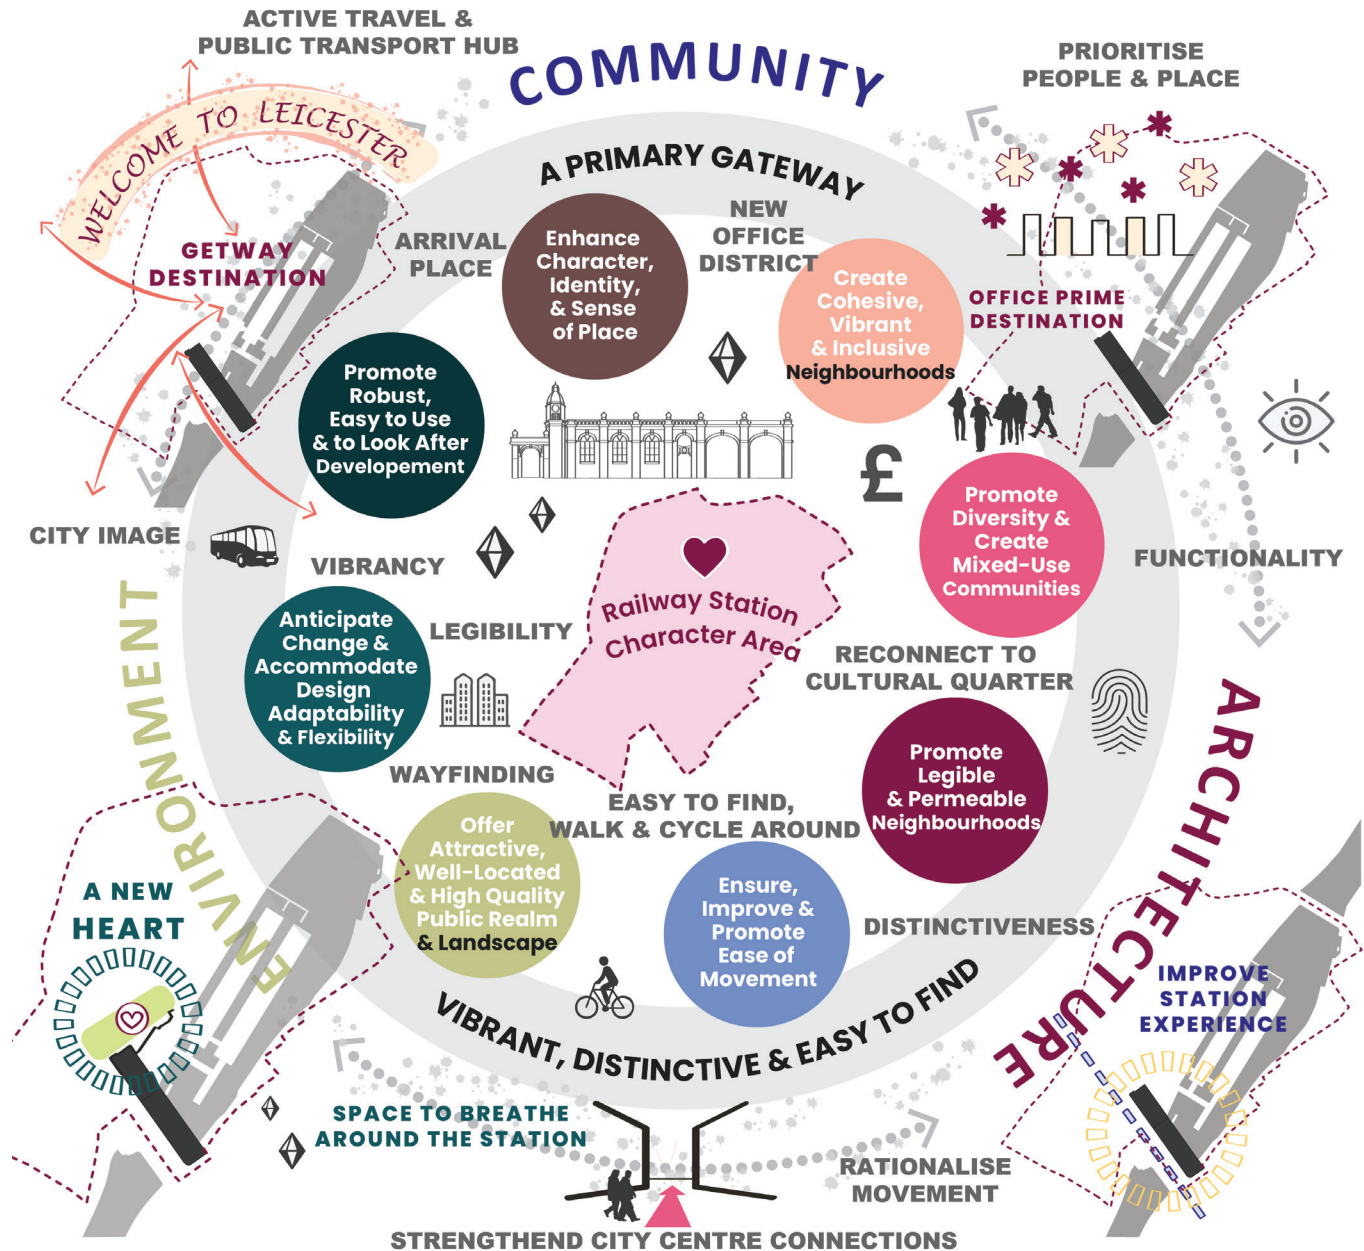 ACTIVE TRAVEL &
PUBLIC TRANSPORT HUB
COMMUNITY
PRIORITISE
PEOPLE & PLACE
WELCOME TO LEICESTER
A PRIMARY GATEWAY
GETWAY
DESTINATION
ARRIVAL
PLACE
Enhance
Character,
Identity,
& Sense
of Place
NEW
OFFICE
DISTRICT
Create
Cohesive,
Vibrant
& Inclusive
Neighbourhoods
OFFICE PRIME
DESTINATION
Promote
Robust,
Easy to Use
& to Look After
Developement
£
Promote
Diversity &
Create
Mixed-Use
Communities
CITY IMAGE
VIBRANCY
FUNCTIONALITY
ENVIRONMENT
Anticipate
Change &
Accommodate
Design
Adaptability
& Flexibility
LEGIBILITY
Railway Station
Character Area
RECONNECT TO
CULTURAL QUARTER
ARCHITECTURE
WAYFINDING
Promote
Legible
& Permeable
Neighbourhoods
EASY TO FIND,
WALK & CYCLE AROUND
Offer
Attractive,
Well-Located
& High Quality
Public Realm
& Landscape
Ensure,
Improve &
Promote
Ease of
Movement
DISTINCTIVENESS
A NEW
HEART
IMPROVE
STATION
EXPERIENCE
VIBRANT, DISTINCTIVE & EASY TO FIND
SPACE TO BREATHE
AROUND THE STATION
RATIONALISE
MOVEMENT
STRENGTHEND CITY CENTRE CONNECTIONS